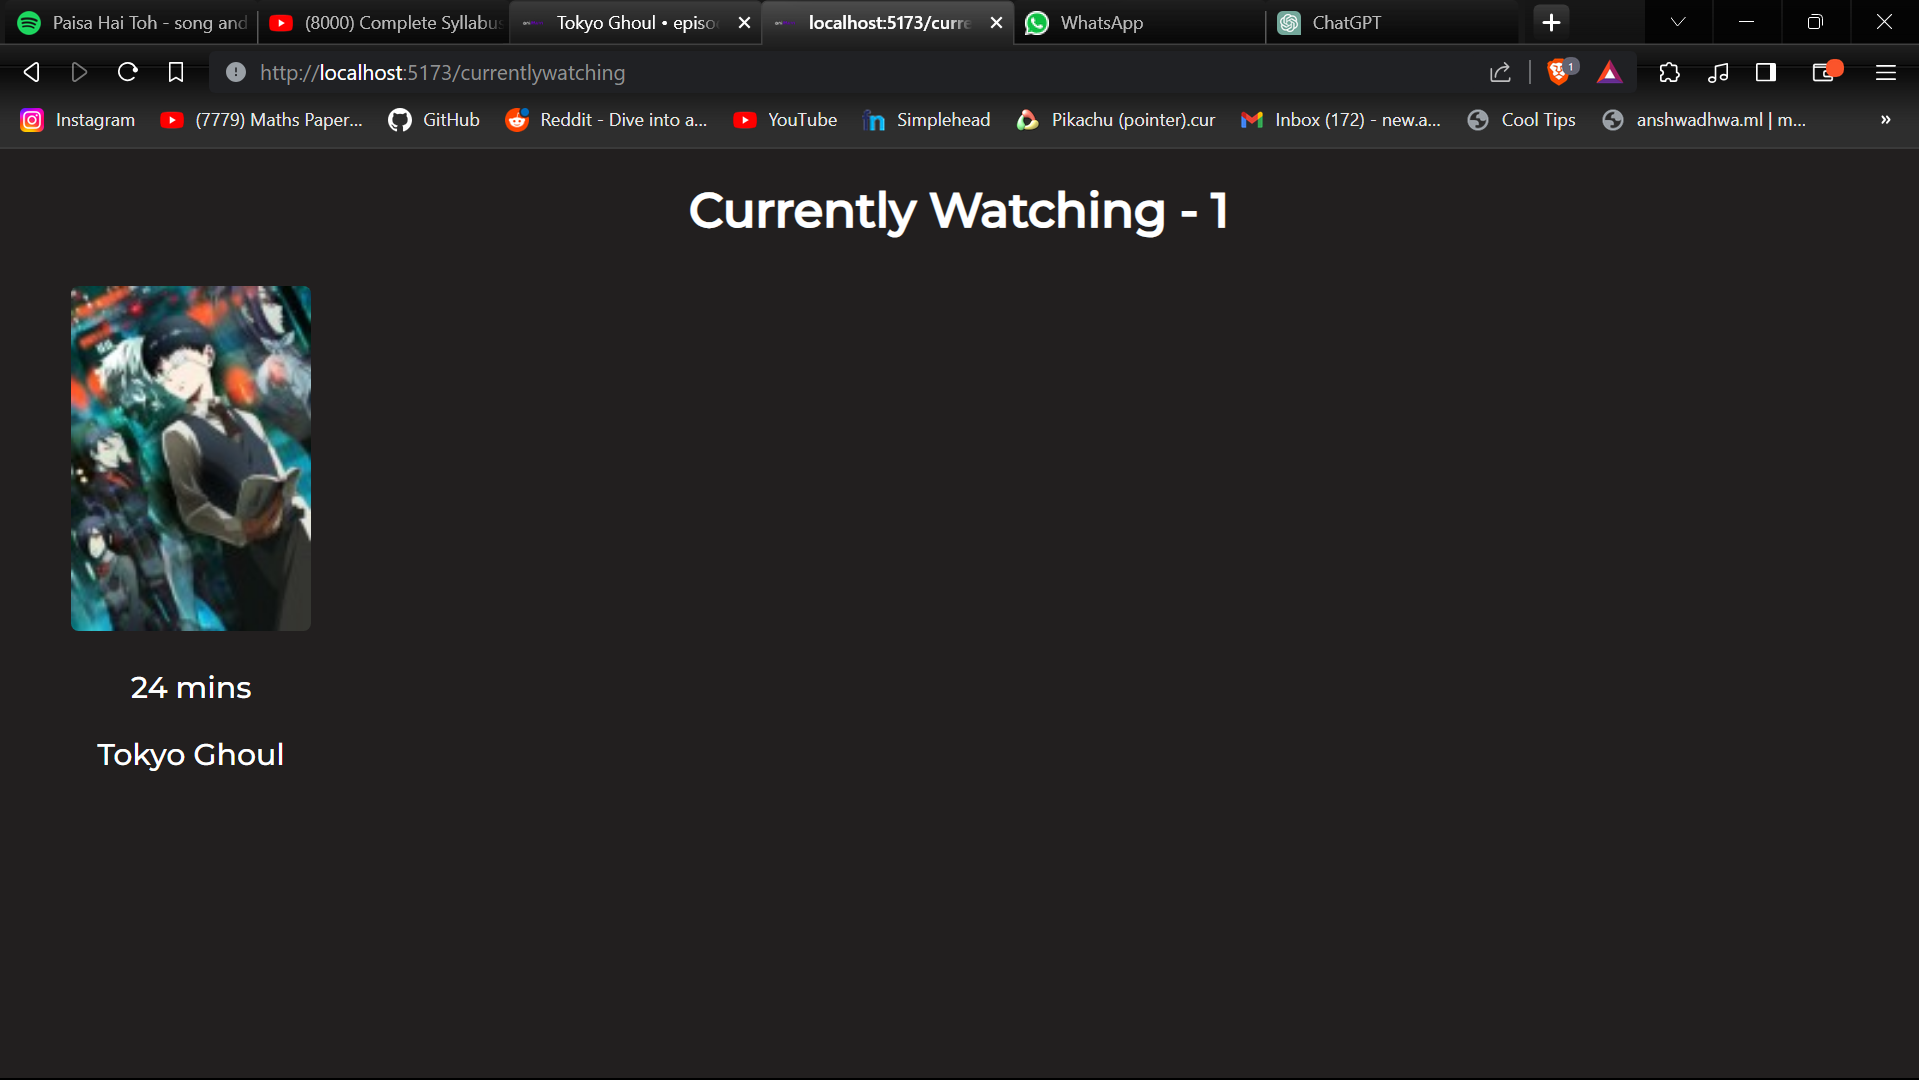 Paisa Hai Toh - song and
(8000) Complete Syllabus
Tokyo Ghoul • episo
localhost:5173/curre
WhatsApp
ChatGPT
http://localhost:5173/currentlywatching
1
Instagram
(7779) Maths Paper...
GitHub
Reddit - Dive into a...
YouTube
Simplehead
Pikachu (pointer).cur
Inbox (172) - new.a...
Cool Tips
anshwadhwa.ml | m...
»
Currently Watching - 1
24 mins
Tokyo Ghoul